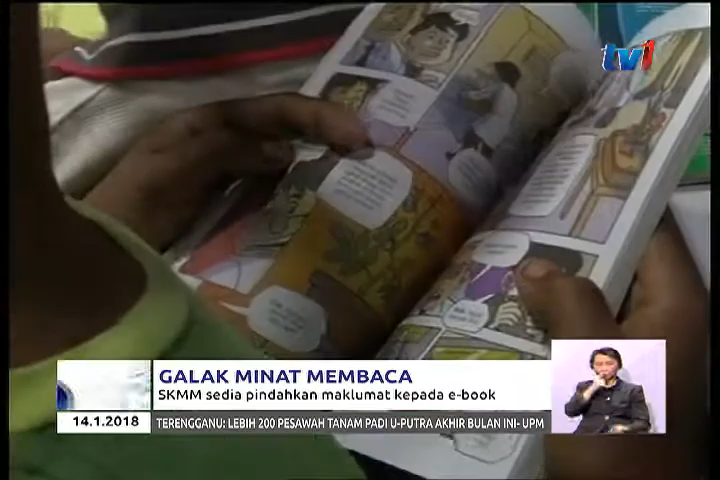 tv1
GALAK MINAT MEMBACA
SKMM sedia pindahkan maklumat kepada e-book
14.1.2018
TERENGGANU: LEBIH 200 PESAWAH TANAM PADI U-PUTRA AKHIR BULAN INI- UPM